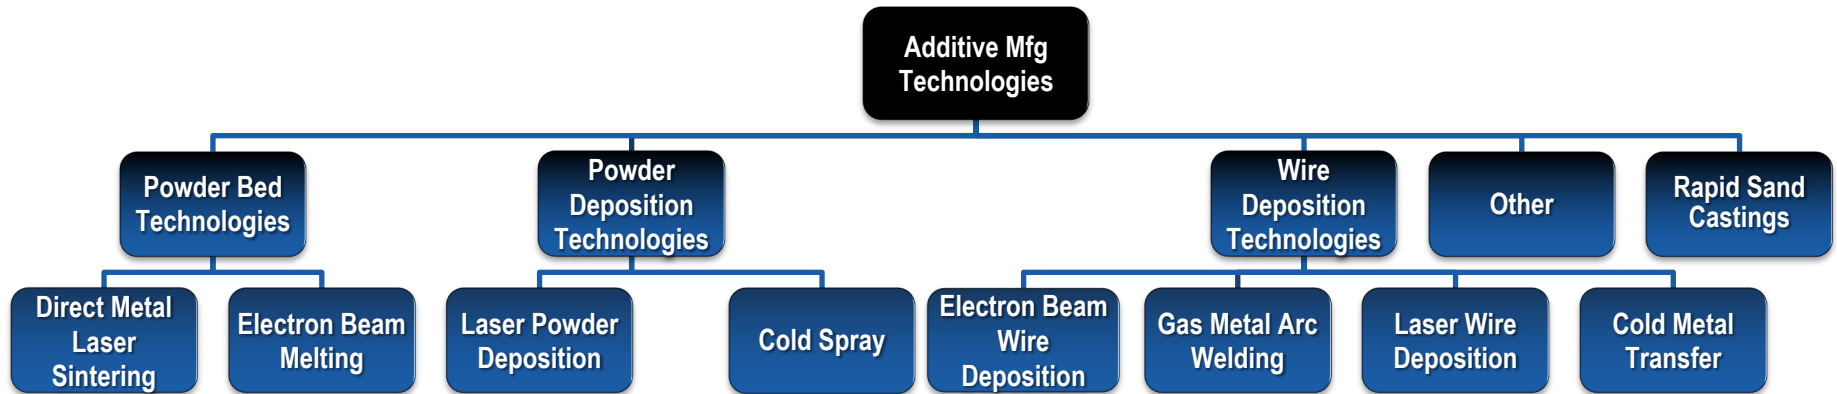 Additive Mfg
Technologies
Powder Bed
Technologies
Powder
Deposition
Technologies
Wire
Deposition
Technologies
Other
Rapid Sand
Castings
Direct Metal
Laser
Sintering
Electron Beam
Melting
Laser Powder
Deposition
Cold Spray
Electron Beam
Wire
Deposition
Gas Metal Arc
Welding
Laser Wire
Deposition
Cold Metal
Transfer